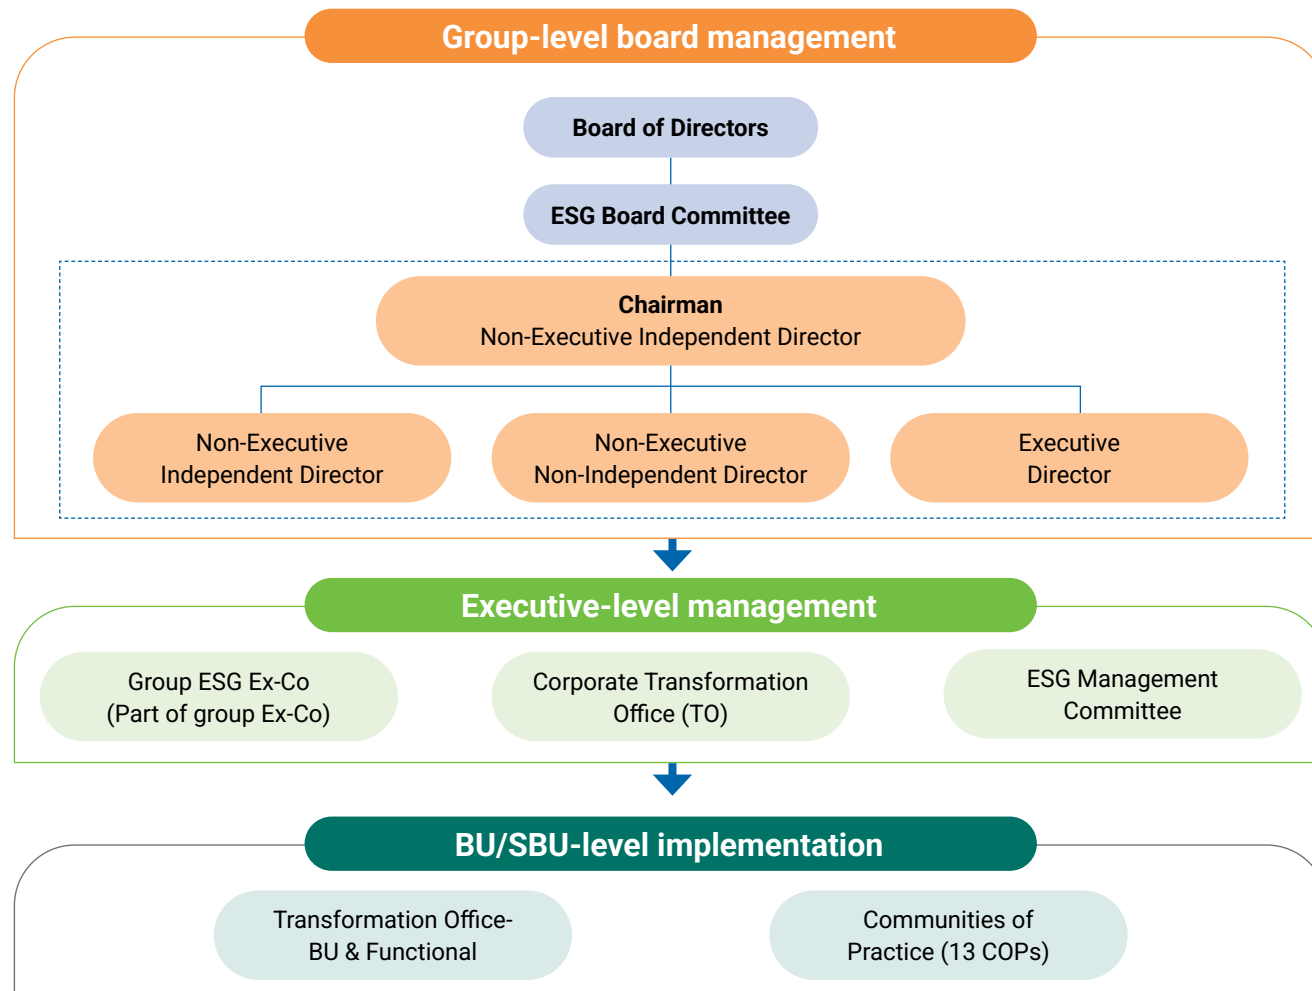 Group-level board management
Board of Directors
ESG Board Committee
Chairman
Non-Executive Independent Director
Non-Executive
Independent Director
Non-Executive
Non-Independent Director
Executive
Director
Executive-level management
Group ESG Ex-Co
(Part of group Ex-Co)
Corporate Transformation
Office (TO)
ESG Management
Committee
BU/SBU-level implementation
Transformation Office-
BU & Functional
Communities of
Practice (13 COPs)